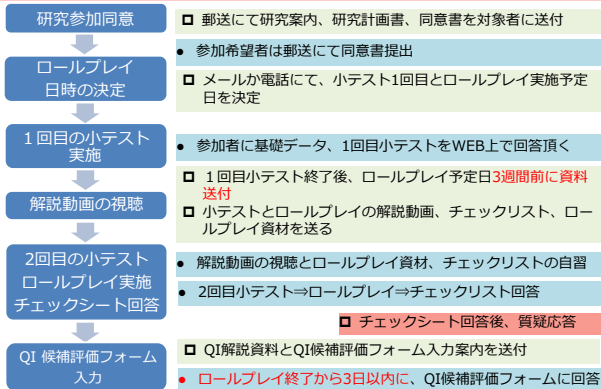 研究参加同意
❑ 郵送にて研究案内、研究計画書、同意書を対象者に送付
● 参加希望者は郵送にて同意書提出
ロールプレイ
日時の決定
❑ メールか電話にて、小テスト1回目とロールプレイ実施予定
日を決定
１回目の小テスト
実施
● 参加者に基礎データ、1回目小テストをWEB上で回答頂く
❑ １回目小テスト終了後、ロールプレイ予定日3週間前に資料
送付
解説動画の視聴
❑ 小テストとロールプレイの解説動画、チェックリスト、ロー
ルプレイ資材を送る
2回目の小テスト
ロールプレイ実施
チェックシート回答
● 解説動画の視聴とロールプレイ資材、チェックリストの自習
● 2回目小テスト⇒ロールプレイ⇒チェックリスト回答
❑ チェックシート回答後、質疑応答
QI 候補評価フォーム
入力
❑ QI解説資料とQI候補評価フォーム入力案内を送付
● ロールプレイ終了から3日以内に、QI候補評価フォームに回答